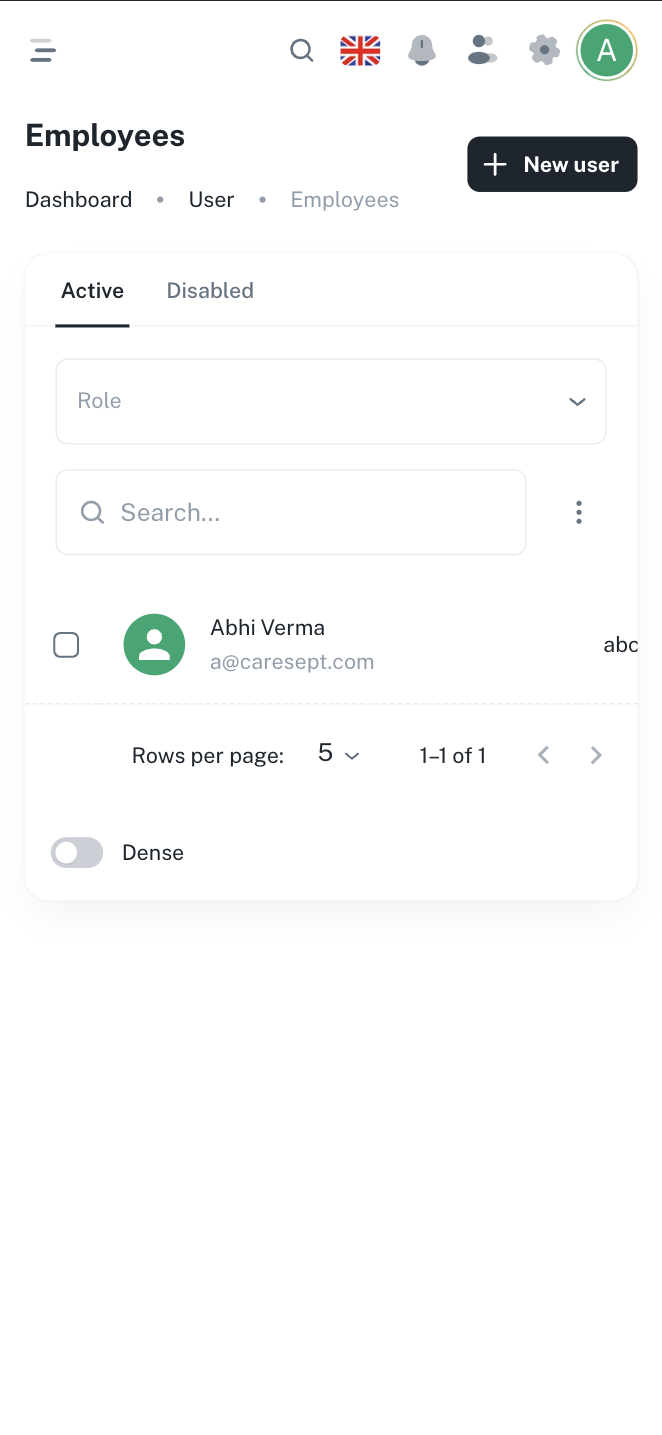 A
Employees
New user
Dashboard • User • Employees
Active Disabled
Role
Search...
Abhi Verma
a@caresept.com
abc
Rows per page: 5 1–1 of 1
Dense